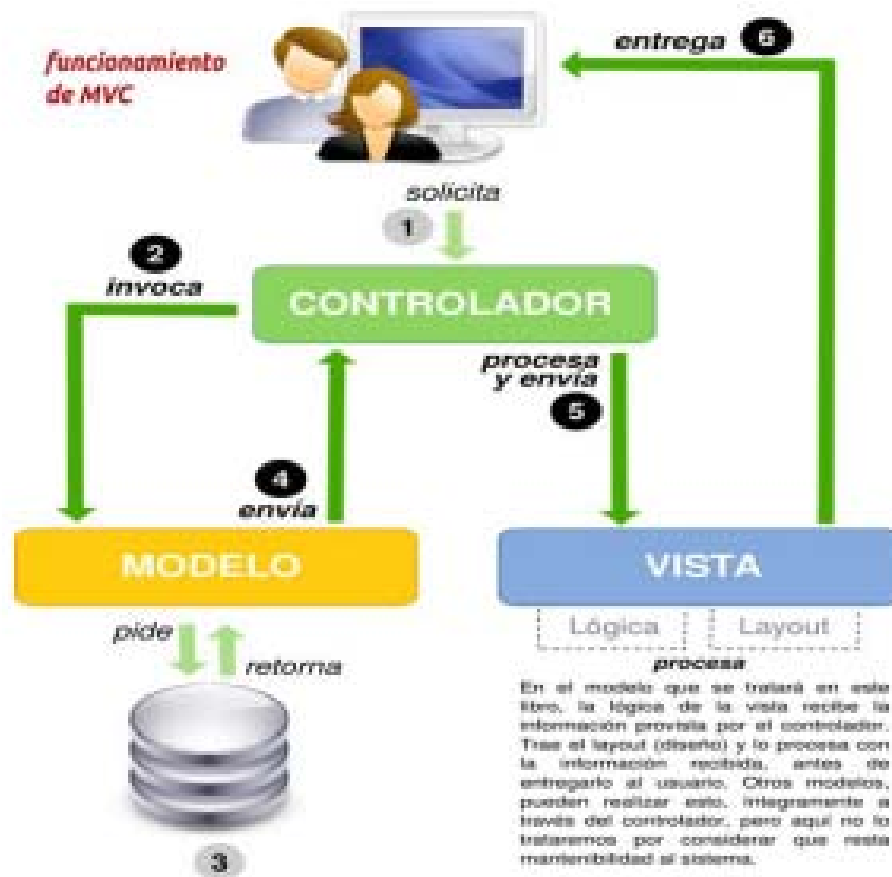 funcionamiento
de MVC
entrega 6
solicita
1
2
invoca
CONTROLADOR
procesa
y envía
5
4
envía
MODELO
VISTA
pide
retorna
Lógica
Layout
procesa
En el modelo que se tratará en este
libro, la lógica de la vista recibe la
información provista por el controlador.
Trae el layout (diseño) y lo procesa con
la información recibida, antes de
entregarlo al usuario. Otros modelos,
pueden realizar esto, íntegramente a
través del controlador, pero aquí no lo
trataremos por considerar que resta
mantenibilidad al sistema.
3